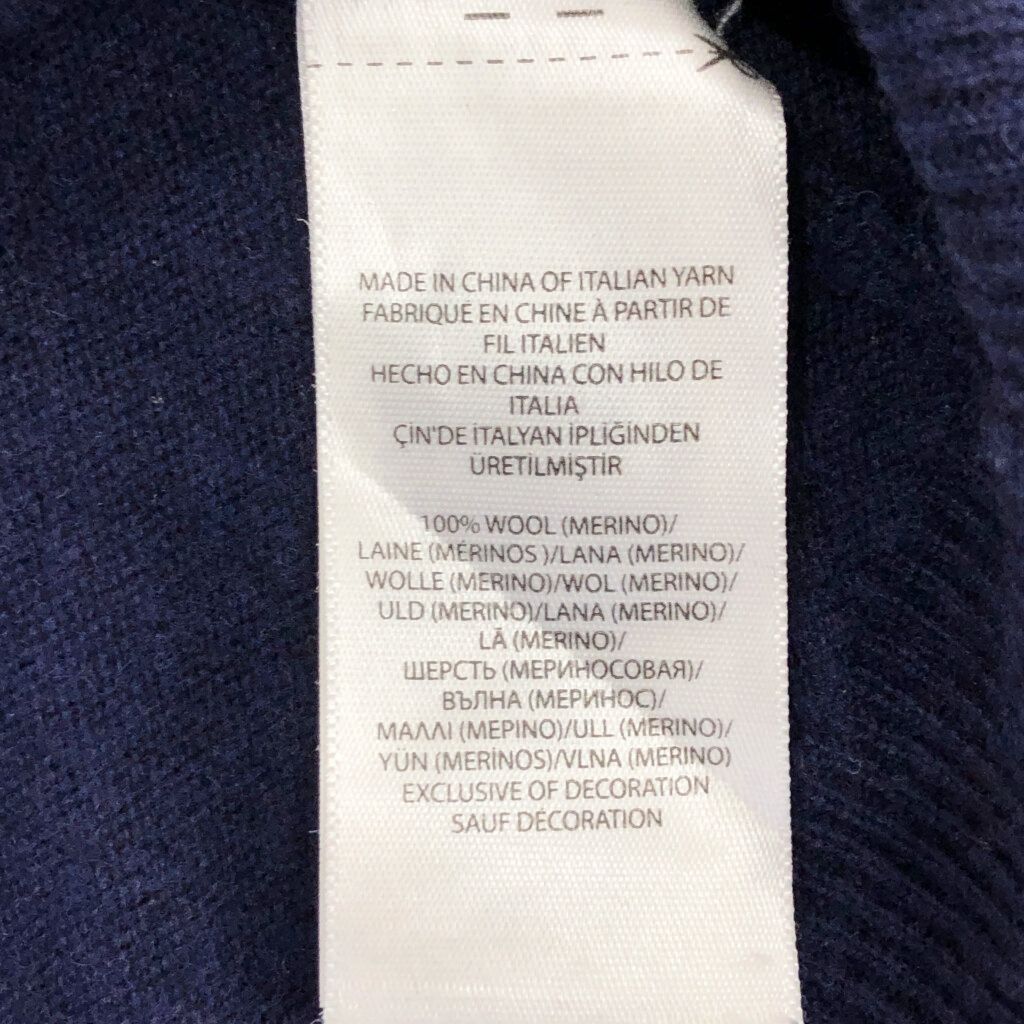 MADE IN CHINA OF ITALIAN YARN
FABRIQUÉ EN CHINE À PARTIR DE
FIL ITALIEN
HECHO EN CHINA CON HILO DE
ITALIA
ÇİN'DE İTALYAN İPLİĞİNDEN
ÜRETİLMİŞTİR
100% WOOL (MERINO)/
LAINE (MÉRINOS )/LANA (MERINO)/
WOLLE (MERINO)/WOL (MERINO)/
ULD (MERINO)/LANA (MERINO)/
LÃ (MERINO)/
ШЕРСТЬ (МЕРИНОСОВАЯ)/
ВЪЛНА (МЕРИНОС)/
ΜΑΛΛΙ (ΜΕΡΙΝΟ)/ULL (MERINO)/
YÜN (MERİNOS)/VLNA (MERINO)
EXCLUSIVE OF DECORATION
SAUF DÉCORATION